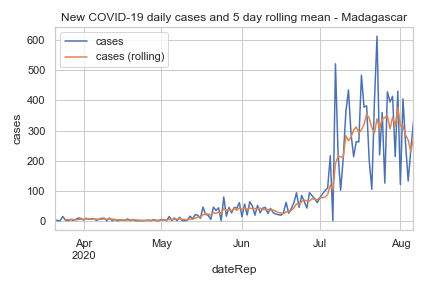 New COVID-19 daily cases and 5 day rolling mean - Madagascar
cases
cases (rolling)
600
500
400
300
200
100
0
cases
Apr
2020
May
Jun
Jul
Aug
dateRep